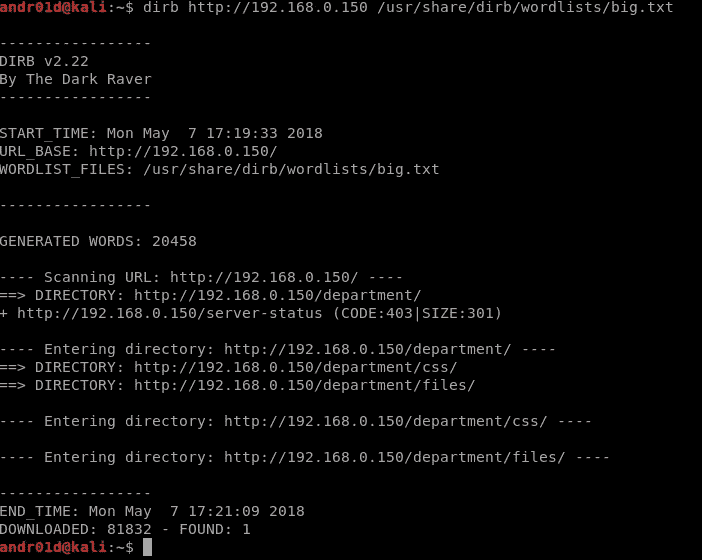 andr01d@kali:~$ dirb http://192.168.0.150 /usr/share/dirb/wordlists/big.txt
-----------------
DIRB v2.22
By The Dark Raver
-----------------
START_TIME: Mon May  7 17:19:33 2018
URL_BASE: http://192.168.0.150/
WORDLIST_FILES: /usr/share/dirb/wordlists/big.txt
-----------------
GENERATED WORDS: 20458
---- Scanning URL: http://192.168.0.150/ ----
==> DIRECTORY: http://192.168.0.150/department/
+ http://192.168.0.150/server-status (CODE:403|SIZE:301)
---- Entering directory: http://192.168.0.150/department/ ----
==> DIRECTORY: http://192.168.0.150/department/css/
==> DIRECTORY: http://192.168.0.150/department/files/
---- Entering directory: http://192.168.0.150/department/css/ ----
---- Entering directory: http://192.168.0.150/department/files/ ----
-----------------
END_TIME: Mon May  7 17:21:09 2018
DOWNLOADED: 81832 - FOUND: 1
andr01d@kali:~$